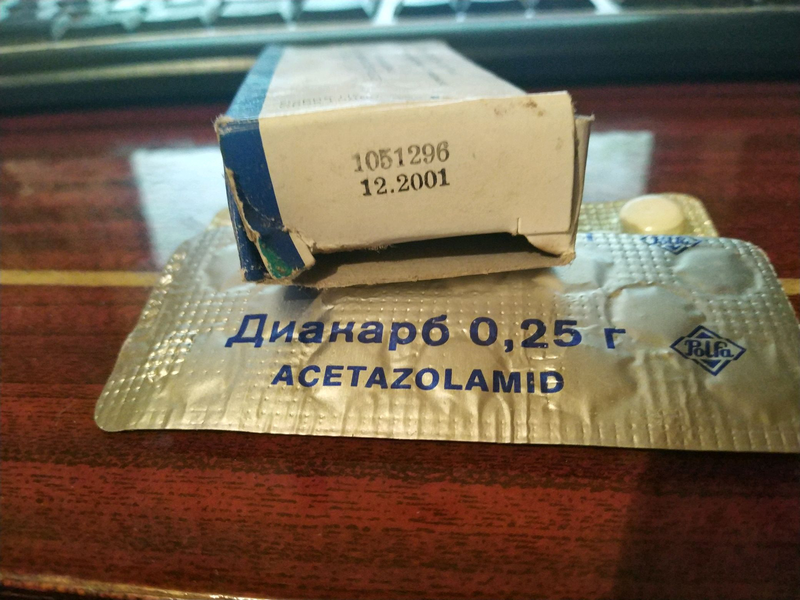 1051296
12.2001
Диакарб 0,25 г
Polfa
ACETAZOLAMID